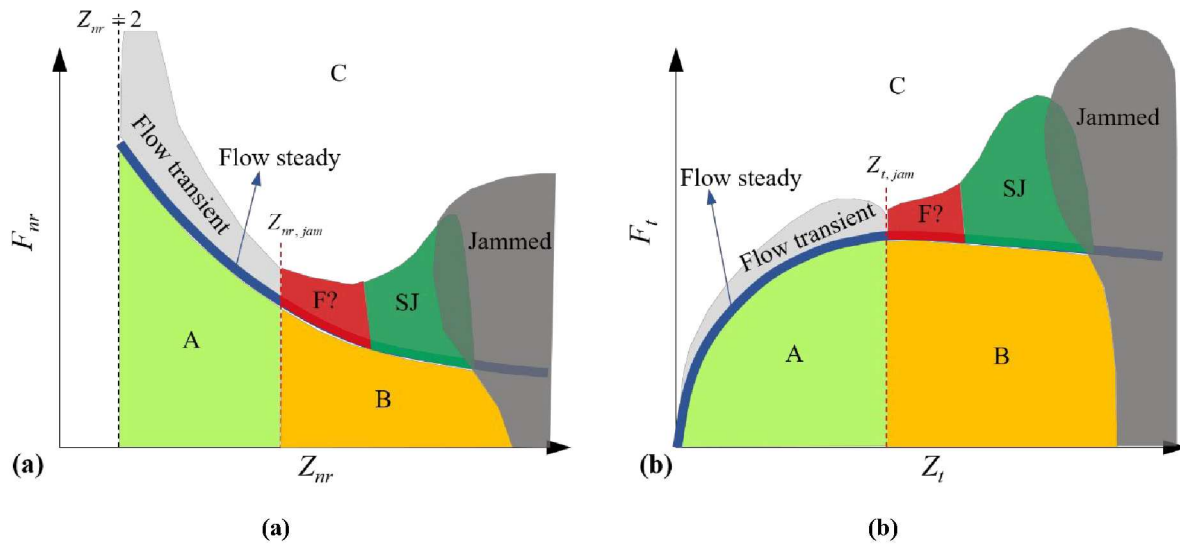 Z_nr = 2
C
Flow transient
Flow steady
F_nr
Z_nr, jam
Jammed
F?
SJ
A
B
(a)
Z_nr
C
Jammed
Z_t, jam
Flow steady
F_t
Flow transient
F?
SJ
A
B
(b)
Z_t
(a)
(b)